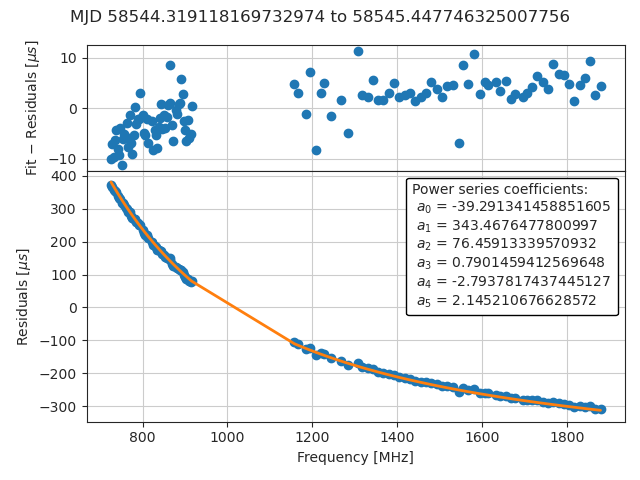 MJD 58544.319118169732974 to 58545.447746325007756
10
0
−10
Fit − Residuals [μs]
400
300
200
100
0
−100
−200
−300
Residuals [μs]
Power series coefficients:
a0 = -39.291341458851605
a1 = 343.4676477800997
a2 = 76.45913339570932
a3 = 0.7901459412569648
a4 = -2.7937817437445127
a5 = 2.145210676628572
800 1000 1200 1400 1600 1800
Frequency [MHz]